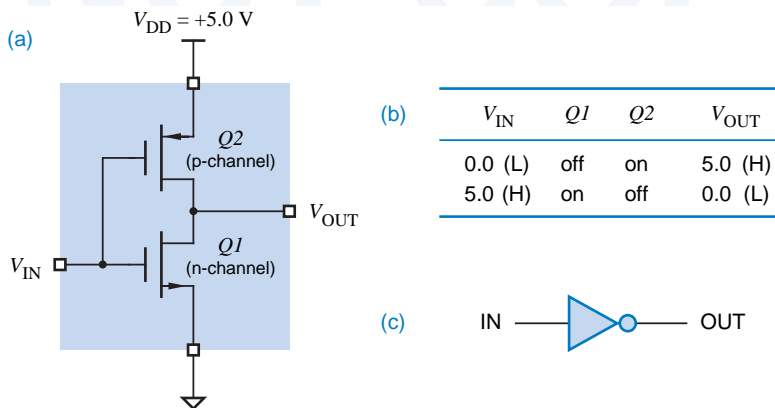 (a)
V_DD = +5.0 V
Q2
(p-channel)
V_OUT
Q1
(n-channel)
V_IN
(b)
V_IN Q1 Q2 V_OUT
0.0 (L) off on 5.0 (H)
5.0 (H) on off 0.0 (L)
(c)
IN OUT